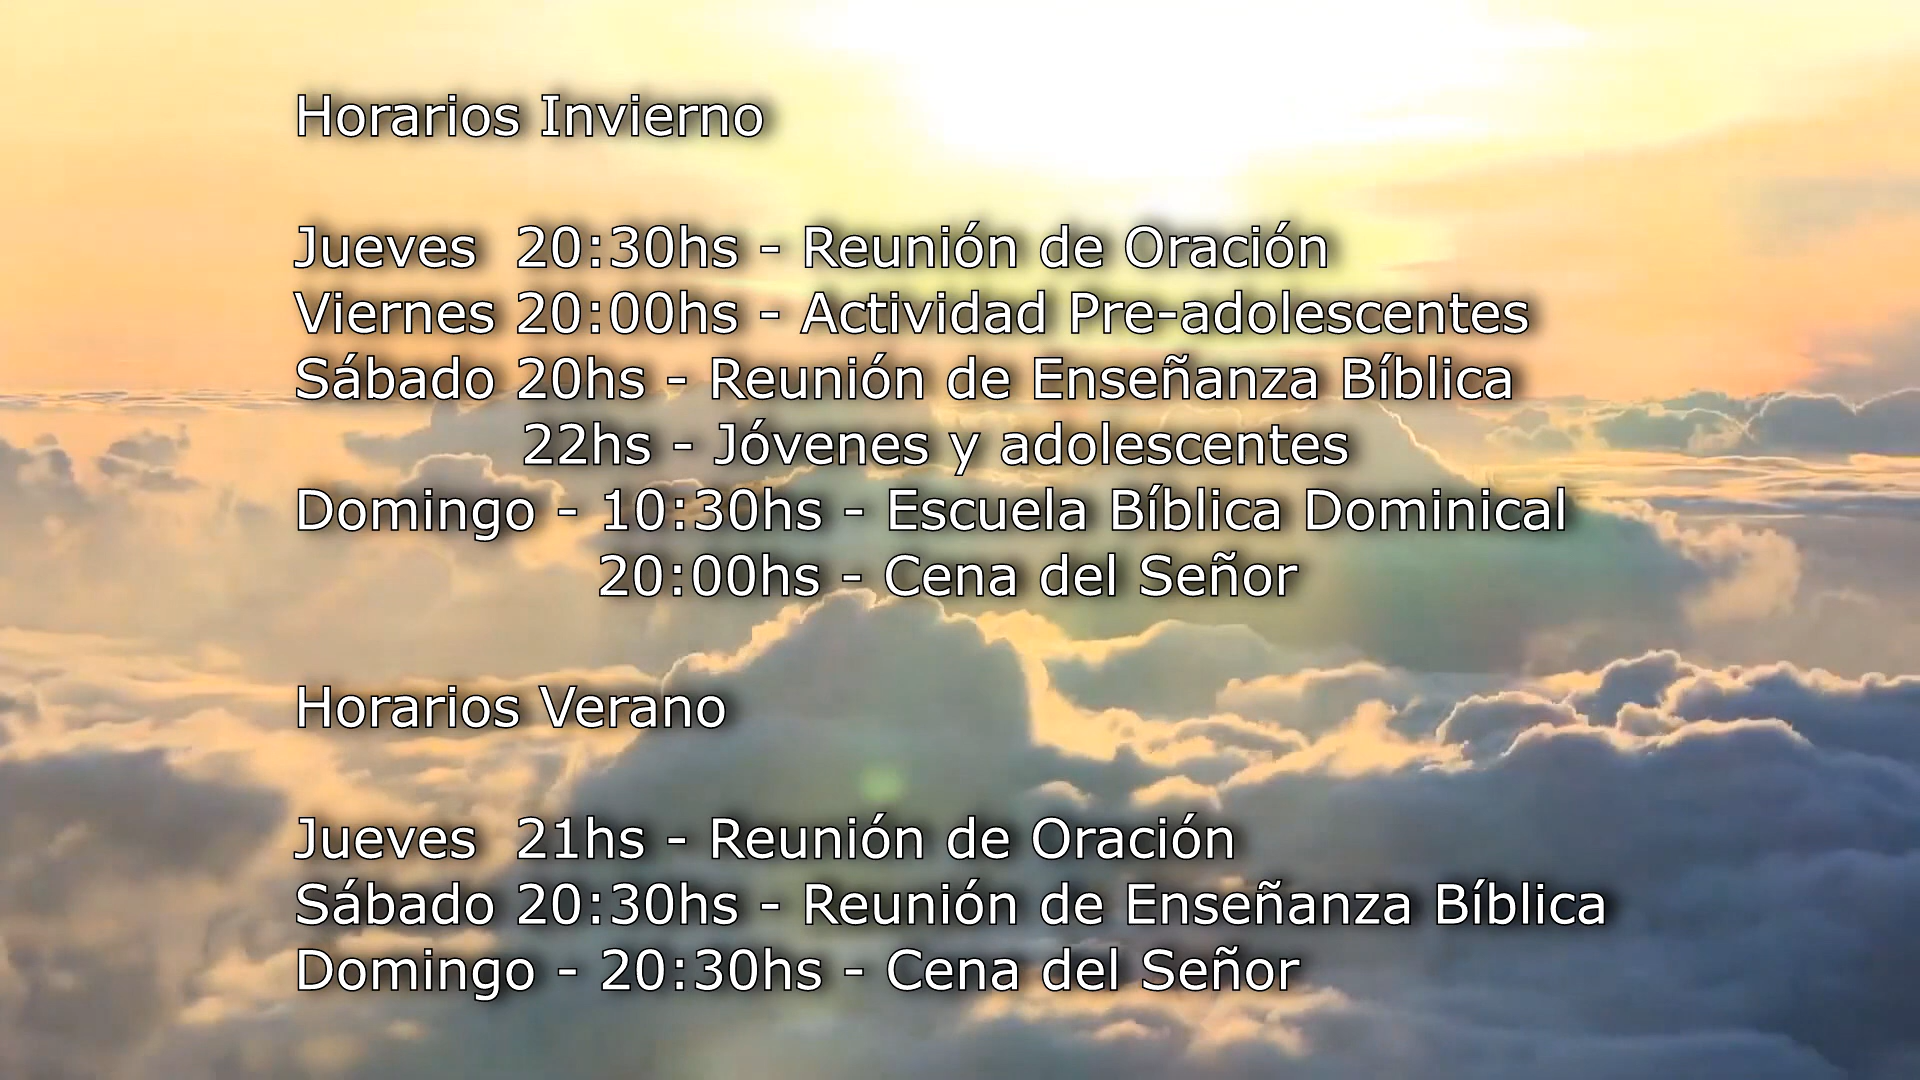 Horarios Invierno
Jueves  20:30hs - Reunión de Oración
Viernes 20:00hs - Actividad Pre-adolescentes
Sábado 20hs - Reunión de Enseñanza Bíblica
22hs - Jóvenes y adolescentes
Domingo - 10:30hs - Escuela Bíblica Dominical
20:00hs - Cena del Señor
Horarios Verano
Jueves  21hs - Reunión de Oración
Sábado 20:30hs - Reunión de Enseñanza Bíblica
Domingo - 20:30hs - Cena del Señor